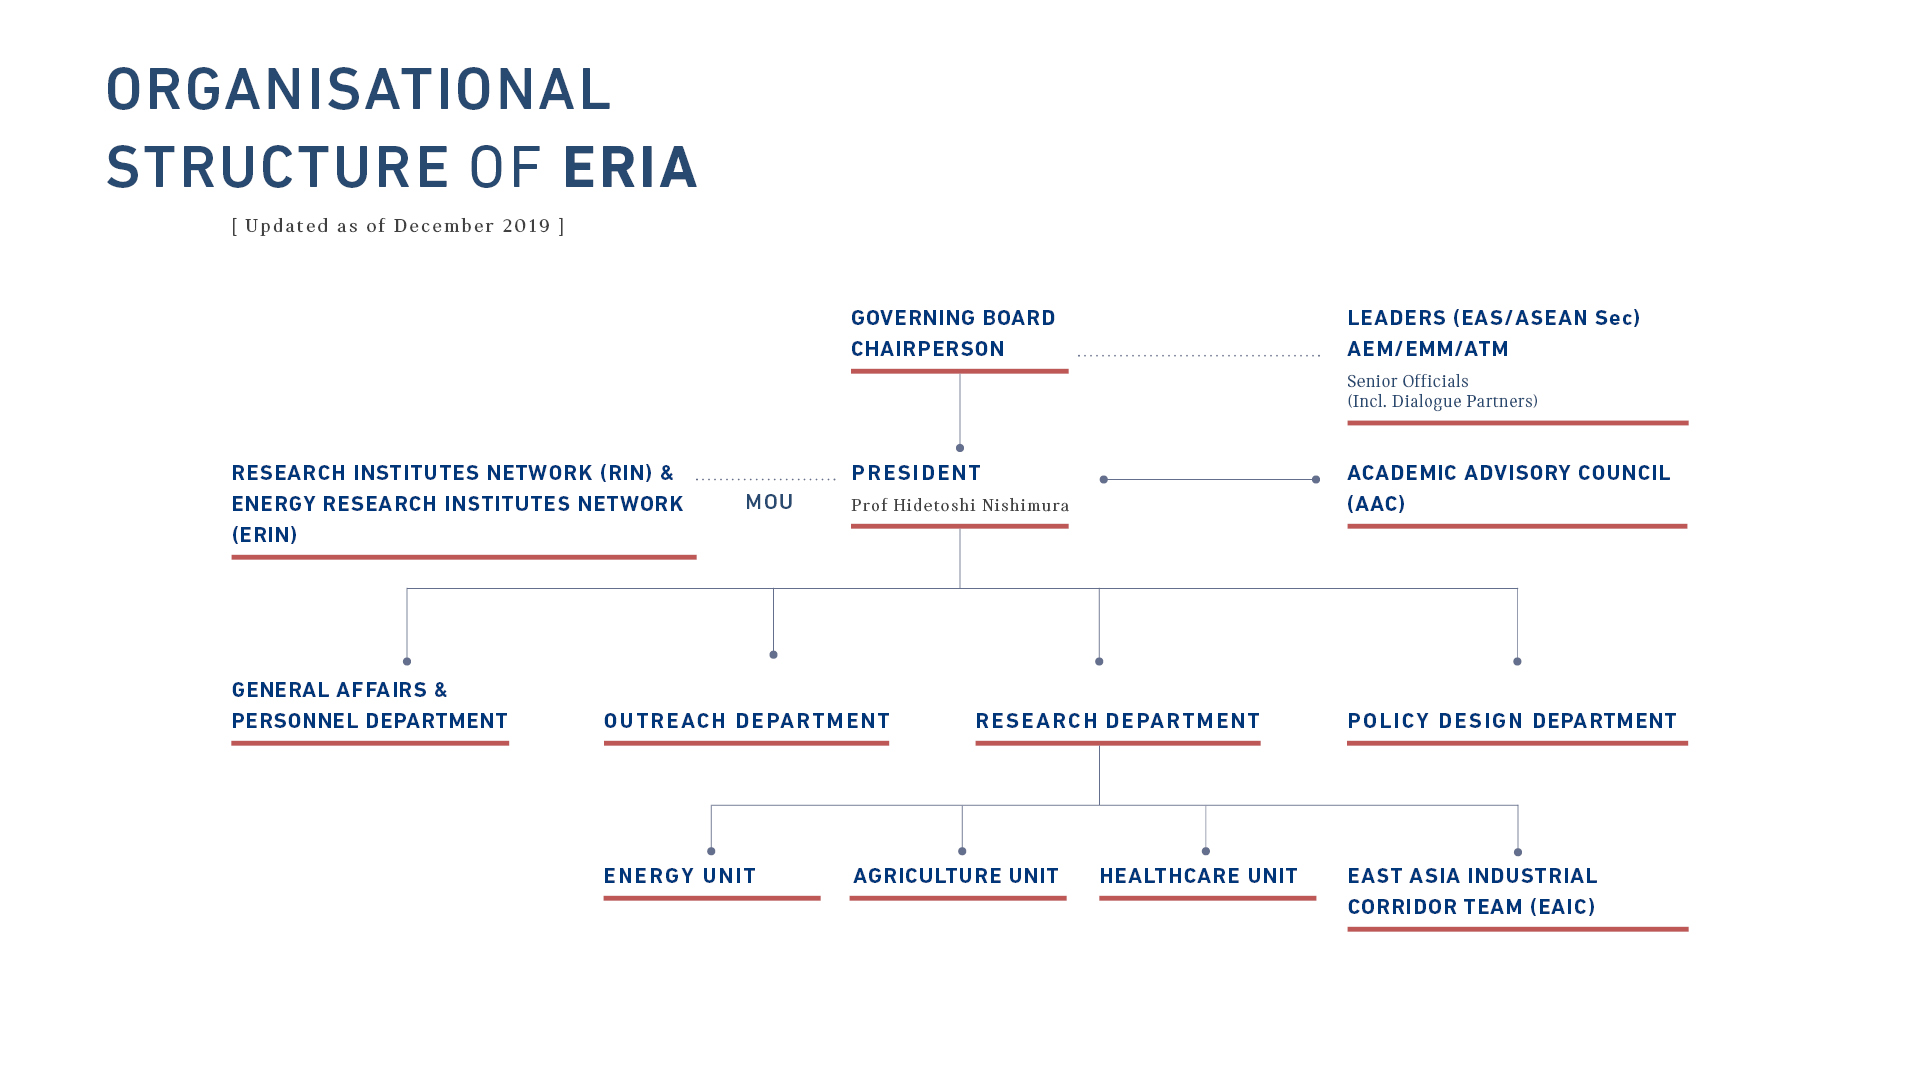 ORGANISATIONAL
STRUCTURE OF ERIA
[ Updated as of December 2019 ]
GOVERNING BOARD
CHAIRPERSON
LEADERS (EAS/ASEAN Sec)
AEM/EMM/ATM
Senior Officials
(Incl. Dialogue Partners)
RESEARCH INSTITUTES NETWORK (RIN) &
ENERGY RESEARCH INSTITUTES NETWORK
(ERIN)
MOU
PRESIDENT
Prof Hidetoshi Nishimura
ACADEMIC ADVISORY COUNCIL
(AAC)
GENERAL AFFAIRS &
PERSONNEL DEPARTMENT
OUTREACH DEPARTMENT
RESEARCH DEPARTMENT
POLICY DESIGN DEPARTMENT
ENERGY UNIT
AGRICULTURE UNIT
HEALTHCARE UNIT
EAST ASIA INDUSTRIAL
CORRIDOR TEAM (EAIC)